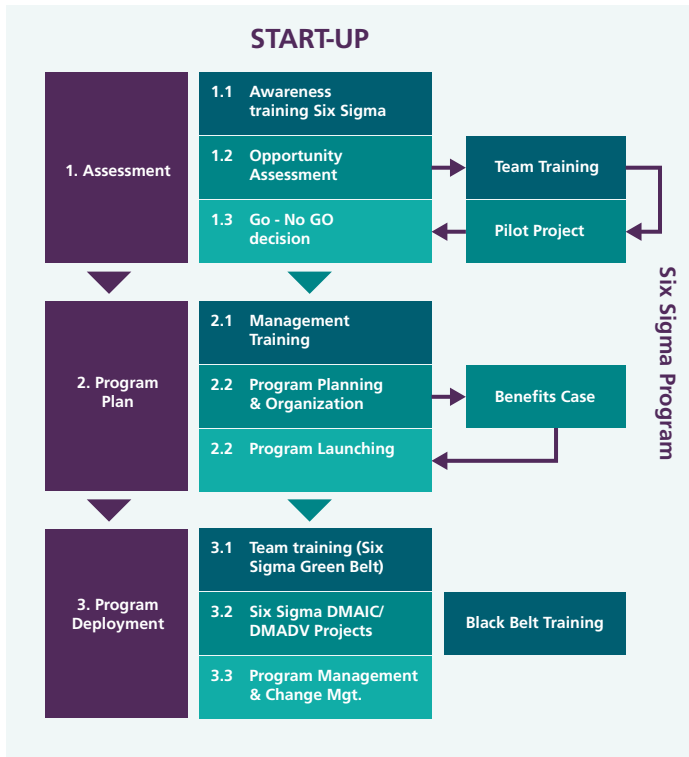 START-UP
1. Assessment
1.1 Awareness
training Six Sigma
1.2 Opportunity
Assessment
1.3 Go - No GO
decision
Team Training
Pilot Project
Six Sigma Program
2. Program
Plan
2.1 Management
Training
2.2 Program Planning
& Organization
2.2 Program Launching
Benefits Case
3. Program
Deployment
3.1 Team training (Six
Sigma Green Belt)
3.2 Six Sigma DMAIC/
DMADV Projects
3.3 Program Management
& Change Mgt.
Black Belt Training